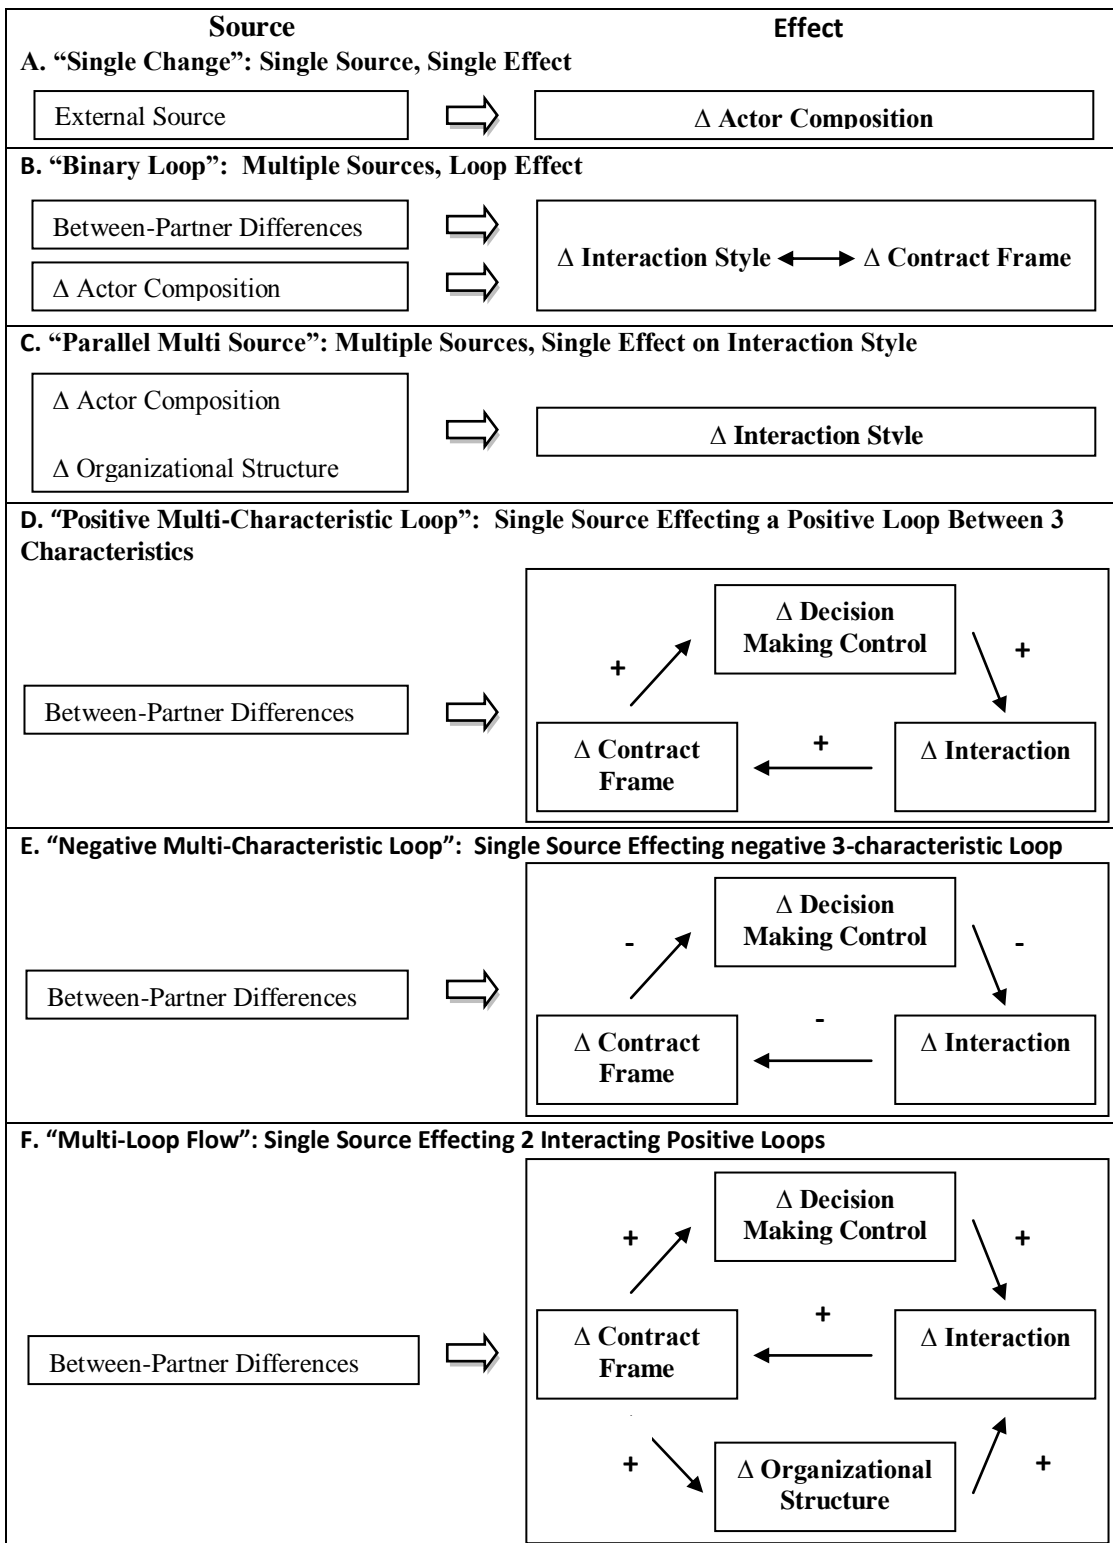 Source
Effect
A. “Single Change”: Single Source, Single Effect
External Source
Δ Actor Composition
B. “Binary Loop”:  Multiple Sources, Loop Effect
Between-Partner Differences
Δ Actor Composition
Δ Interaction Style
Δ Contract Frame
C. “Parallel Multi Source”: Multiple Sources, Single Effect on Interaction Style
Δ Actor Composition
Δ Organizational Structure
Δ Interaction Style
D. “Positive Multi-Characteristic Loop”:  Single Source Effecting a Positive Loop Between 3
Characteristics
Between-Partner Differences
Δ Decision
Making Control
+
+
+
Δ Contract
Frame
Δ Interaction
E. “Negative Multi-Characteristic Loop”:  Single Source Effecting negative 3-characteristic Loop
Between-Partner Differences
Δ Decision
Making Control
-
-
-
Δ Contract
Frame
Δ Interaction
F. “Multi-Loop Flow”: Single Source Effecting 2 Interacting Positive Loops
Between-Partner Differences
Δ Decision
Making Control
+
+
+
Δ Contract
Frame
Δ Interaction
+
+
Δ Organizational
Structure